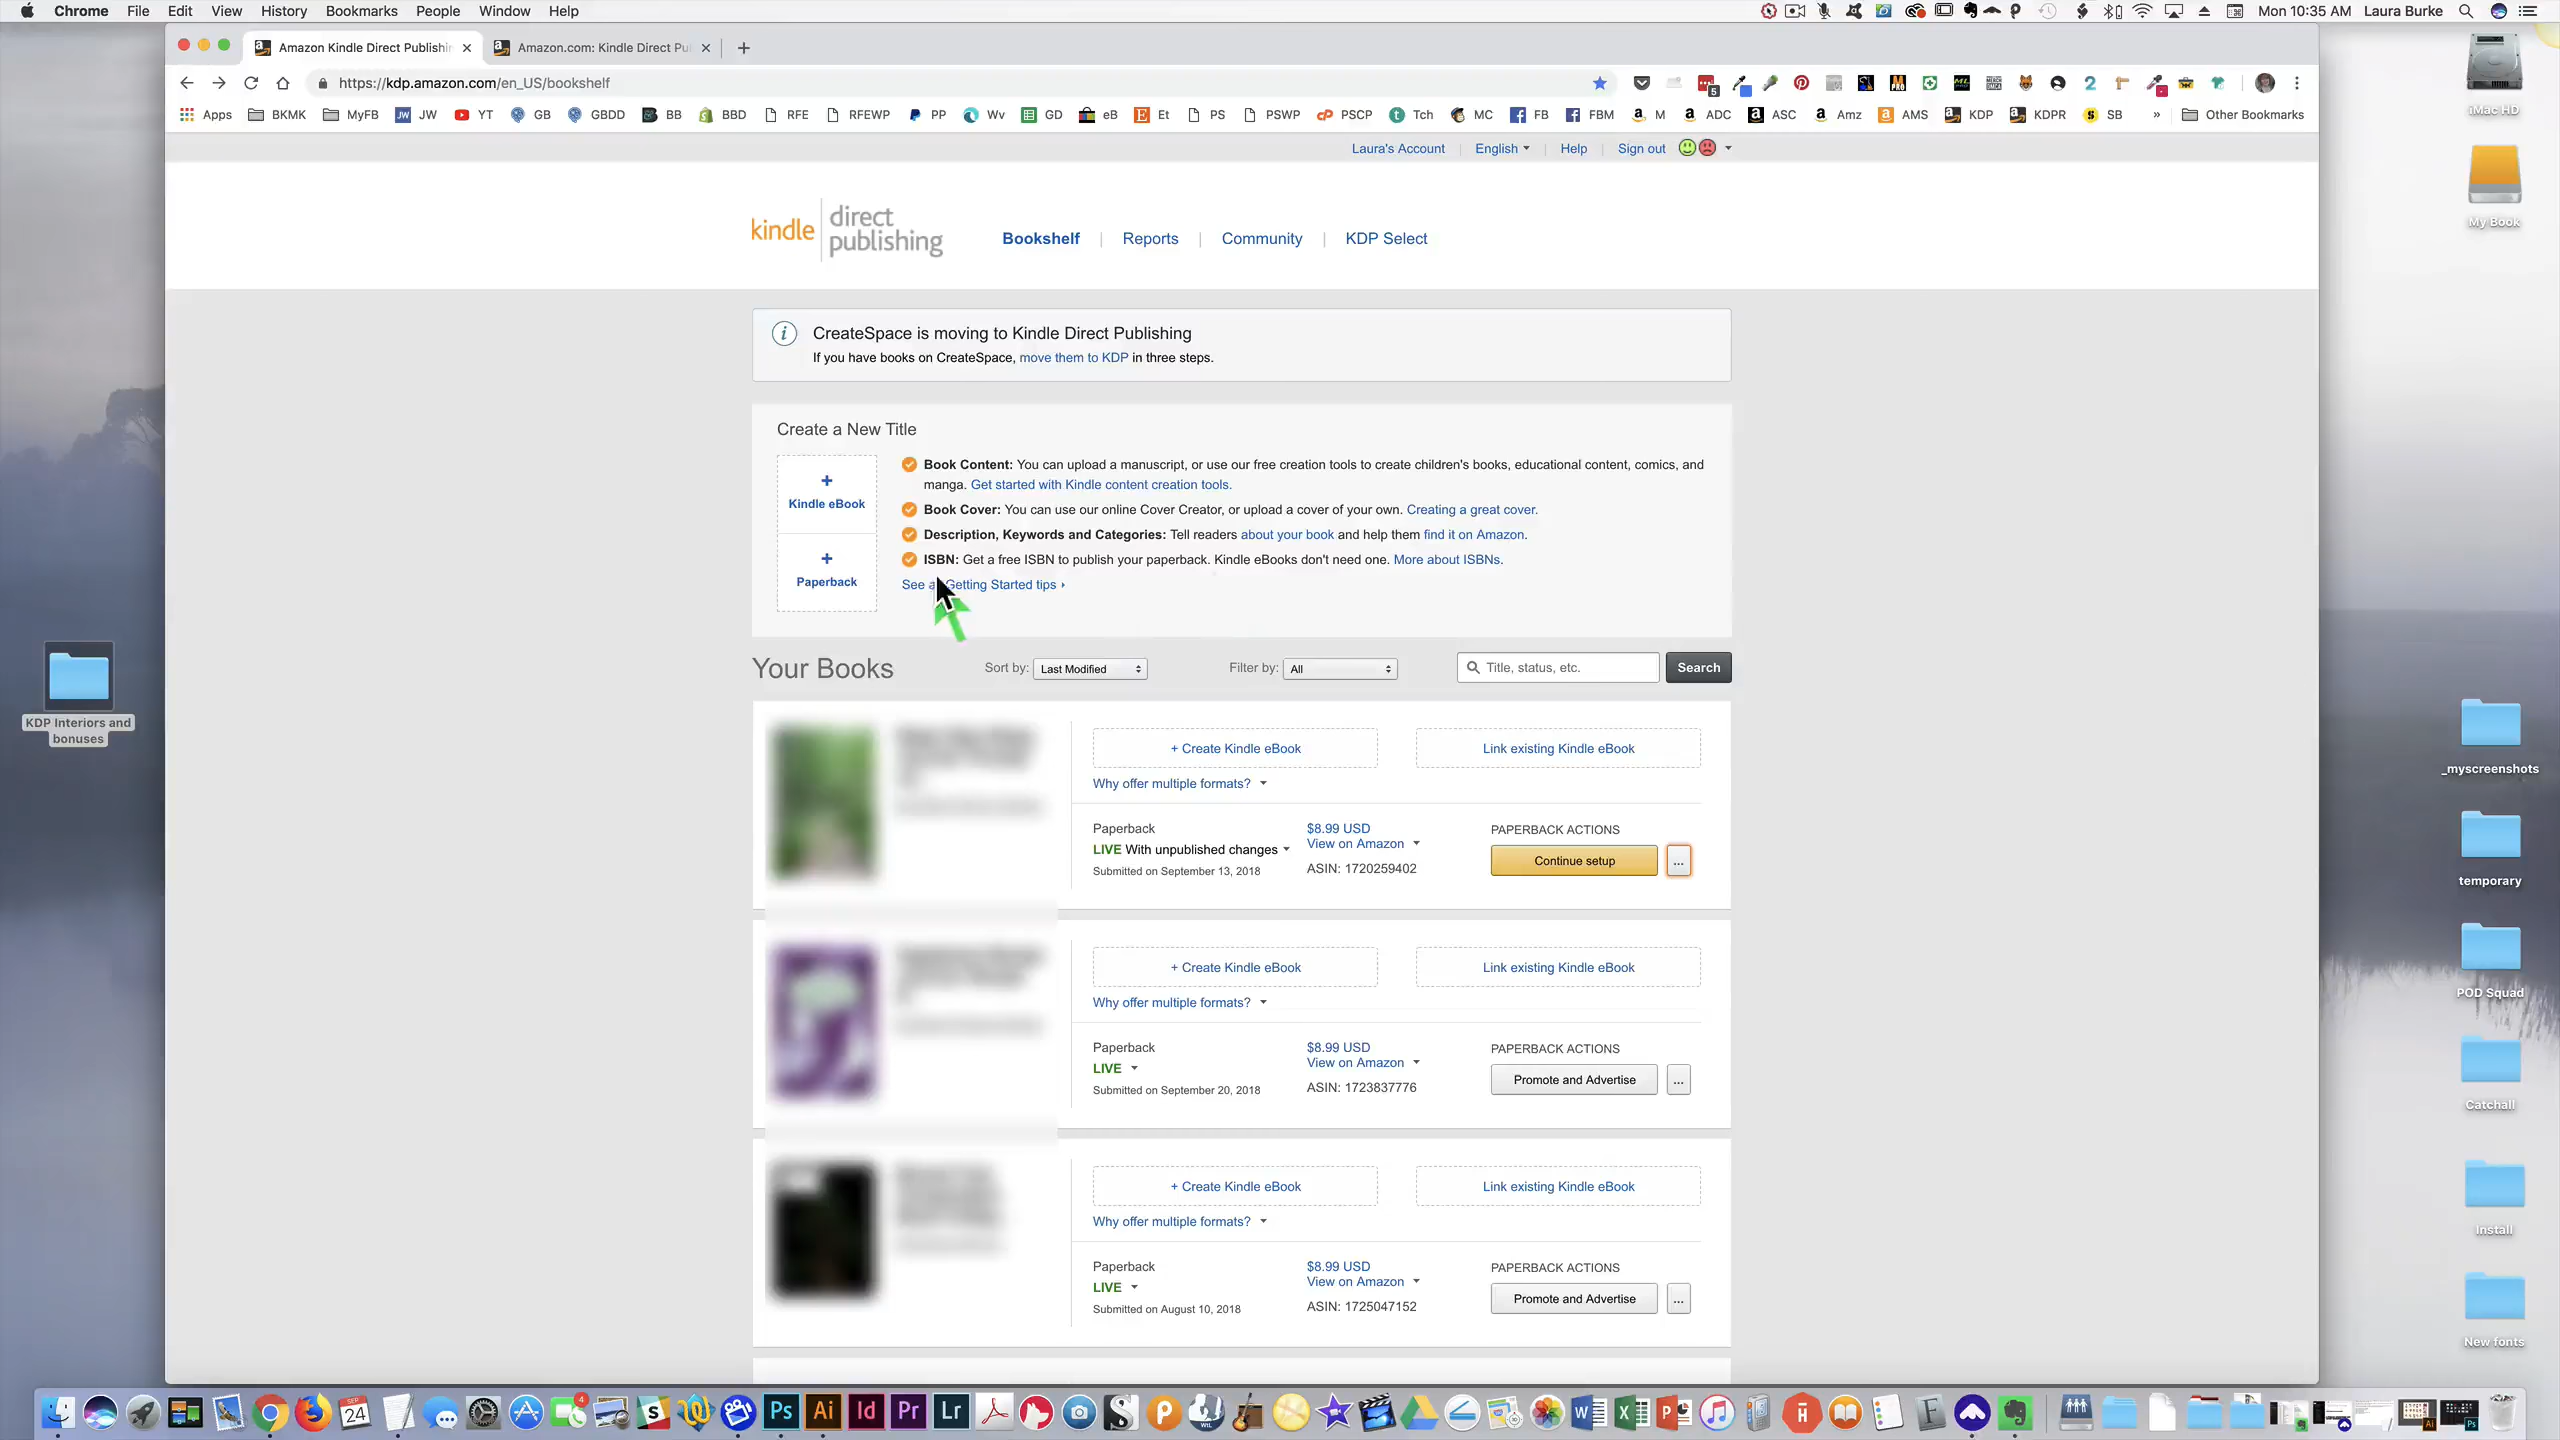 Chrome File Edit View History Bookmarks People Window Help
Mon 10:35 AM Laura Burke
Amazon Kindle Direct Publishin
Amazon.com: Kindle Direct Pu
https://kdp.amazon.com/en_US/bookshelf
Apps BKMK MyFB JW YT GB GBDD BB BBD RFE RFEWP PP Wv GD eB Et PS PSWP PSCP Tch MC FB FBM M ADC ASC Amz AMS KDP KDPR SB » Other Bookmarks
Laura's Account English Help Sign out
kindle direct publishing
Bookshelf | Reports | Community | KDP Select
CreateSpace is moving to Kindle Direct Publishing
If you have books on CreateSpace, move them to KDP in three steps.
Create a New Title
+ Kindle eBook
+ Paperback
Book Content: You can upload a manuscript, or use our free creation tools to create children's books, educational content, comics, and
manga. Get started with Kindle content creation tools.
Book Cover: You can use our online Cover Creator, or upload a cover of your own. Creating a great cover.
Description, Keywords and Categories: Tell readers about your book and help them find it on Amazon.
ISBN: Get a free ISBN to publish your paperback. Kindle eBooks don't need one. More about ISBNs.
See Getting Started tips ›
Your Books
Sort by: Last Modified
Filter by: All
Title, status, etc.
Search
+ Create Kindle eBook
Link existing Kindle eBook
Why offer multiple formats?
Paperback
LIVE With unpublished changes
Submitted on September 13, 2018
$8.99 USD
View on Amazon
ASIN: 1720259402
PAPERBACK ACTIONS
Continue setup
...
+ Create Kindle eBook
Link existing Kindle eBook
Why offer multiple formats?
Paperback
LIVE
Submitted on September 20, 2018
$8.99 USD
View on Amazon
ASIN: 1723837776
PAPERBACK ACTIONS
Promote and Advertise
...
+ Create Kindle eBook
Link existing Kindle eBook
Why offer multiple formats?
Paperback
LIVE
Submitted on August 10, 2018
$8.99 USD
View on Amazon
ASIN: 1725047152
PAPERBACK ACTIONS
Promote and Advertise
...
KDP Interiors and
bonuses
iMac HD
My Book
_myscreenshots
temporary
POD Squad
Catchall
Install
New fonts
SEP
24
4
Ps Ai Id Pr Lr